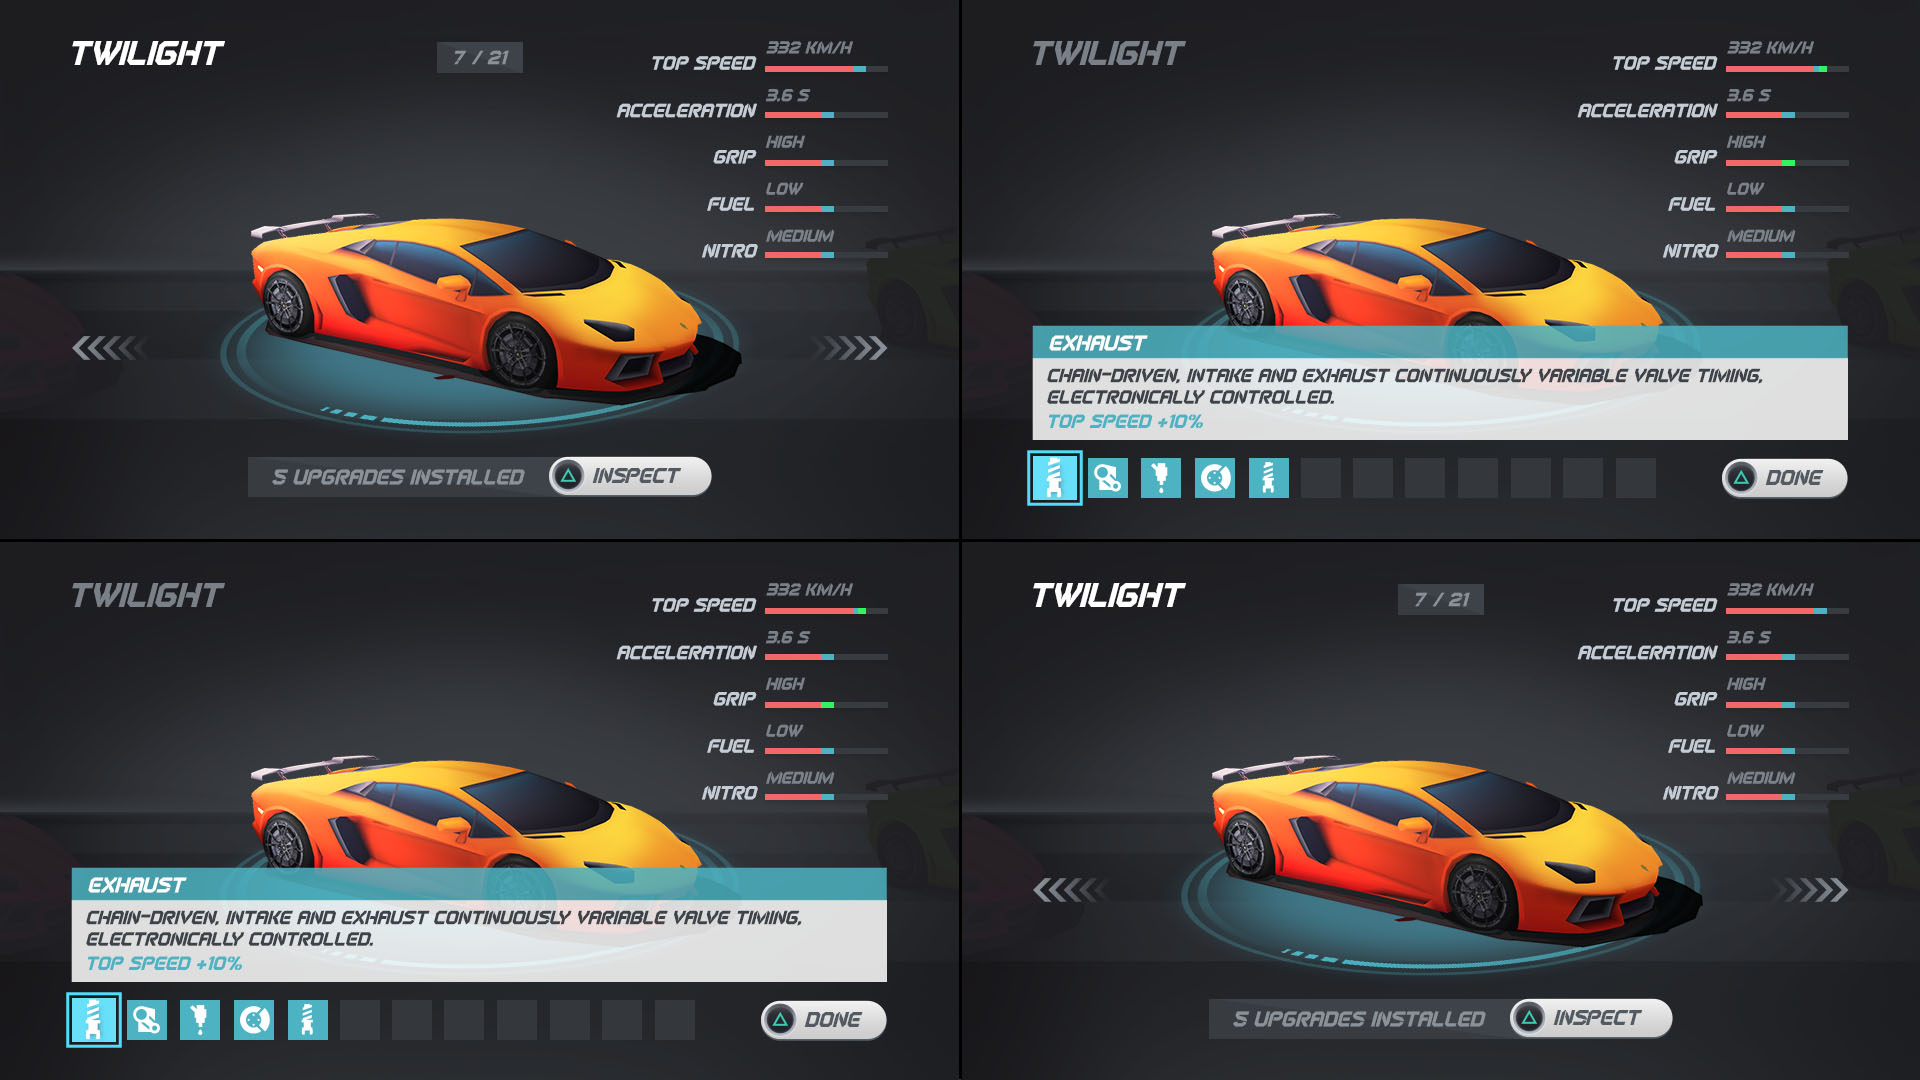 TWILIGHT
7 / 21
TOP SPEED 332 KM/H
ACCELERATION 3.6 S
GRIP HIGH
FUEL LOW
NITRO MEDIUM
5 UPGRADES INSTALLED
INSPECT
TWILIGHT
TOP SPEED 332 KM/H
ACCELERATION 3.6 S
GRIP HIGH
FUEL LOW
NITRO MEDIUM
EXHAUST
CHAIN-DRIVEN, INTAKE AND EXHAUST CONTINUOUSLY VARIABLE VALVE TIMING,
ELECTRONICALLY CONTROLLED.
TOP SPEED +10%
DONE
TWILIGHT
TOP SPEED 332 KM/H
ACCELERATION 3.6 S
GRIP HIGH
FUEL LOW
NITRO MEDIUM
EXHAUST
CHAIN-DRIVEN, INTAKE AND EXHAUST CONTINUOUSLY VARIABLE VALVE TIMING,
ELECTRONICALLY CONTROLLED.
TOP SPEED +10%
DONE
TWILIGHT
7 / 21
TOP SPEED 332 KM/H
ACCELERATION 3.6 S
GRIP HIGH
FUEL LOW
NITRO MEDIUM
5 UPGRADES INSTALLED
INSPECT